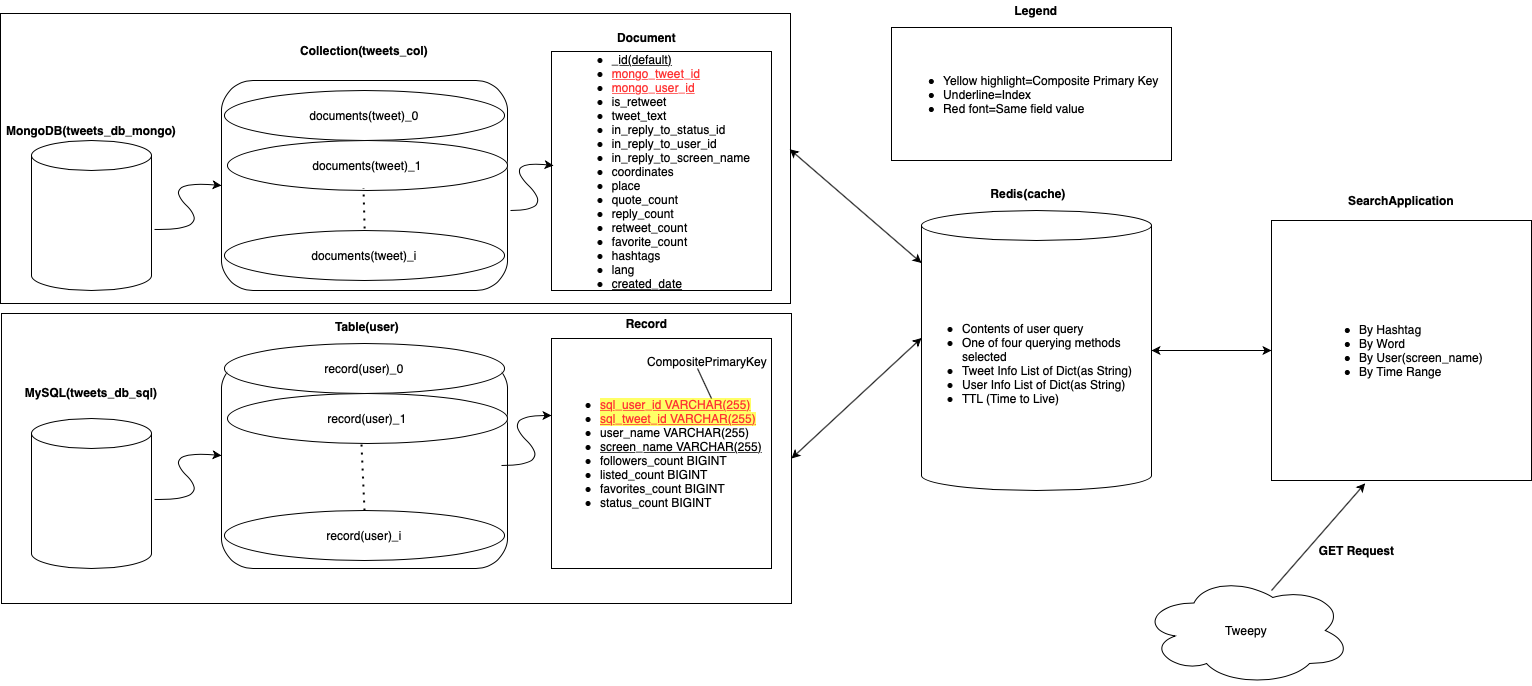 MongoDB(tweets_db_mongo)
Collection(tweets_col)
documents(tweet)_0
documents(tweet)_1
documents(tweet)_i
Document
_id(default)
mongo_tweet_id
mongo_user_id
is_retweet
tweet_text
in_reply_to_status_id
in_reply_to_user_id
in_reply_to_screen_name
coordinates
place
quote_count
reply_count
retweet_count
favorite_count
hashtags
lang
created_date
MySQL(tweets_db_sql)
Table(user)
record(user)_0
record(user)_1
record(user)_i
Record
CompositePrimaryKey
sql_user_id VARCHAR(255)
sql_tweet_id VARCHAR(255)
user_name VARCHAR(255)
screen_name VARCHAR(255)
followers_count BIGINT
listed_count BIGINT
favorites_count BIGINT
status_count BIGINT
Legend
Yellow highlight=Composite Primary Key
Underline=Index
Red font=Same field value
Redis(cache)
Contents of user query
One of four querying methods
selected
Tweet Info List of Dict(as String)
User Info List of Dict(as String)
TTL (Time to Live)
SearchApplication
By Hashtag
By Word
By User(screen_name)
By Time Range
GET Request
Tweepy